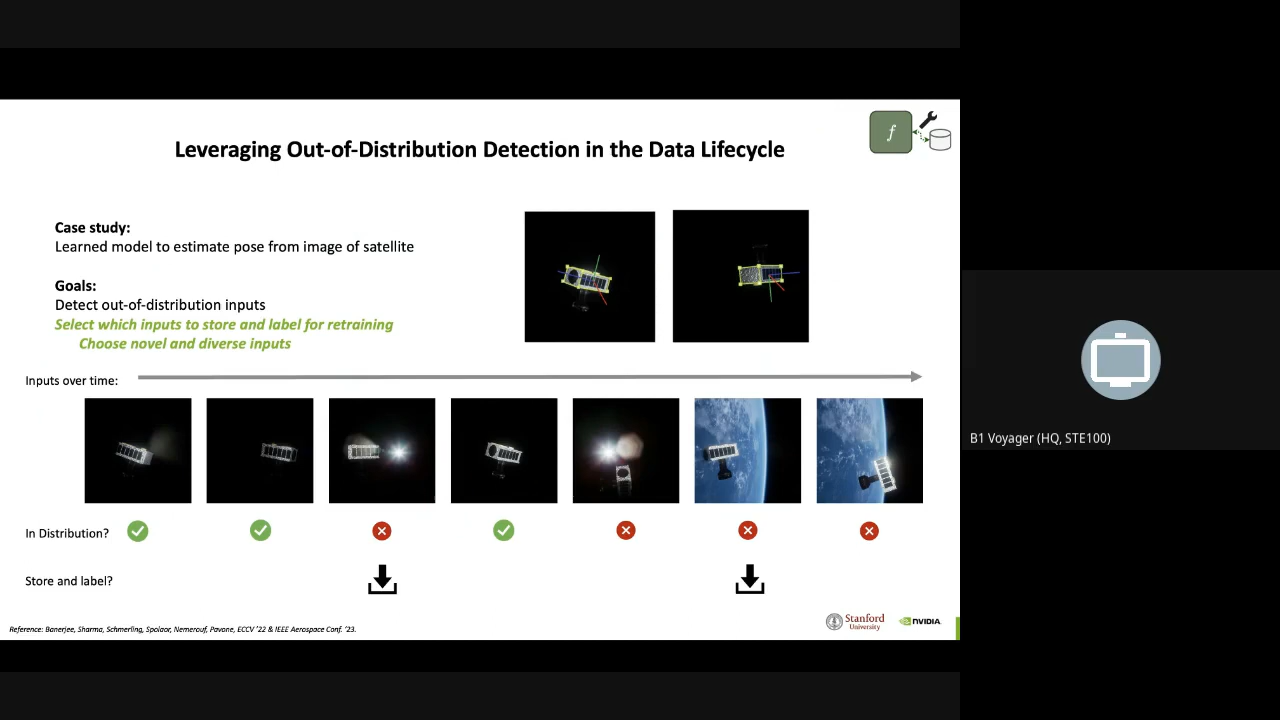 Leveraging Out-of-Distribution Detection in the Data Lifecycle
f
Case study:
Learned model to estimate pose from image of satellite
Goals:
Detect out-of-distribution inputs
Select which inputs to store and label for retraining
Choose novel and diverse inputs
Inputs over time:
In Distribution?
Store and label?
Reference: Banerjee, Sharma, Schmerling, Spolaor, Nemerouf, Pavone, ECCV '22 & IEEE Aerospace Conf. '23.
Stanford
University
NVIDIA.
B1 Voyager (HQ, STE100)